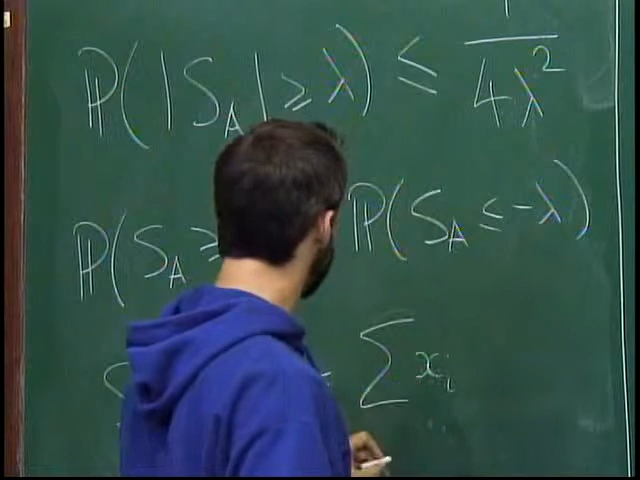 ℙ(|S_A| ≥ λ) ≤ 1/(4λ²)
ℙ(S_A ≥ ℙ(S_A ≤ -λ)
S = Σ x_i